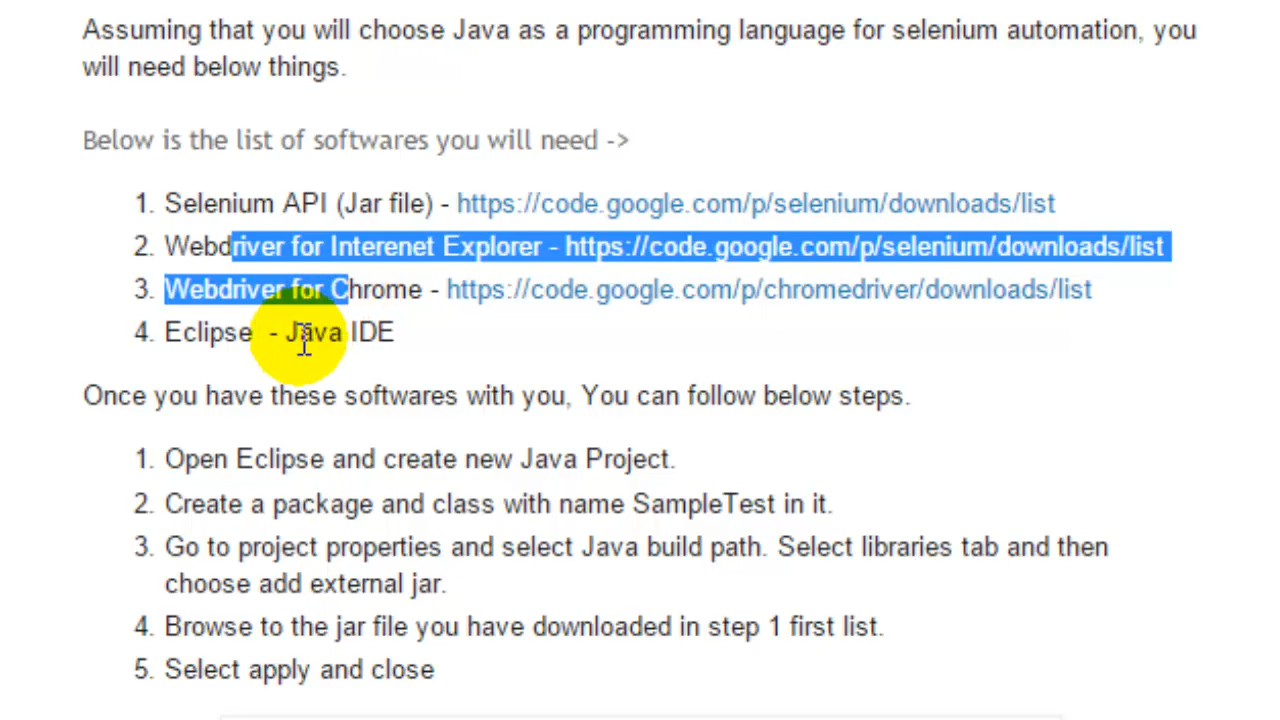 Assuming that you will choose Java as a programming language for selenium automation, you
will need below things.
Below is the list of softwares you will need ->
1. Selenium API (Jar file) - https://code.google.com/p/selenium/downloads/list
2. Webdriver for Interenet Explorer - https://code.google.com/p/selenium/downloads/list
3. Webdriver for Chrome - https://code.google.com/p/chromedriver/downloads/list
4. Eclipse - Java IDE
Once you have these softwares with you, You can follow below steps.
1. Open Eclipse and create new Java Project.
2. Create a package and class with name SampleTest in it.
3. Go to project properties and select Java build path. Select libraries tab and then
choose add external jar.
4. Browse to the jar file you have downloaded in step 1 first list.
5. Select apply and close